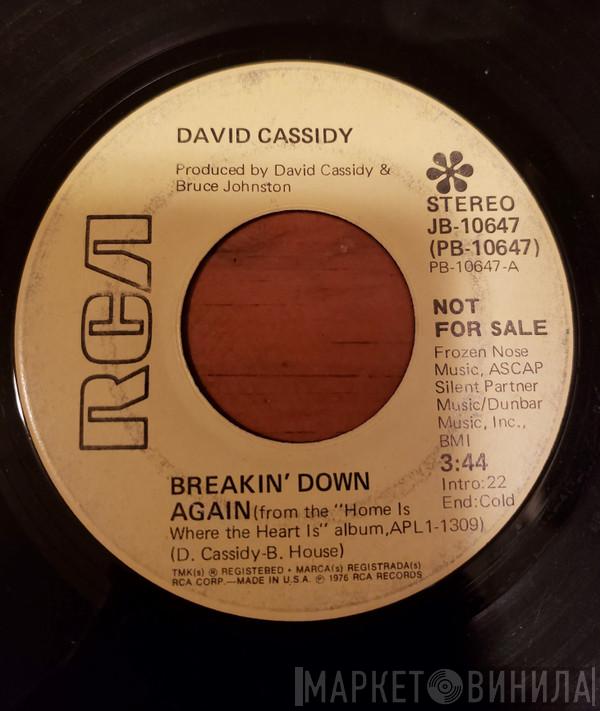 DAVID CASSIDY
Produced by David Cassidy &
Bruce Johnston
RCA
STEREO
JB-10647
(PB-10647)
PB-10647-A
NOT
FOR SALE
Frozen Nose
Music, ASCAP
Silent Partner
Music/Dunbar
Music, Inc.,
BMI
3:44
Intro:22
End:Cold
BREAKIN' DOWN
AGAIN (from the "Home Is
Where the Heart Is" album, APL1-1309)
(D. Cassidy-B. House)
TMK(s) ® REGISTERED • MARCA(s) REGISTRADA(s)
RCA CORP.—MADE IN U.S.A. ℗ 1976 RCA RECORDS
МАРКЕТ ВИНИЛА